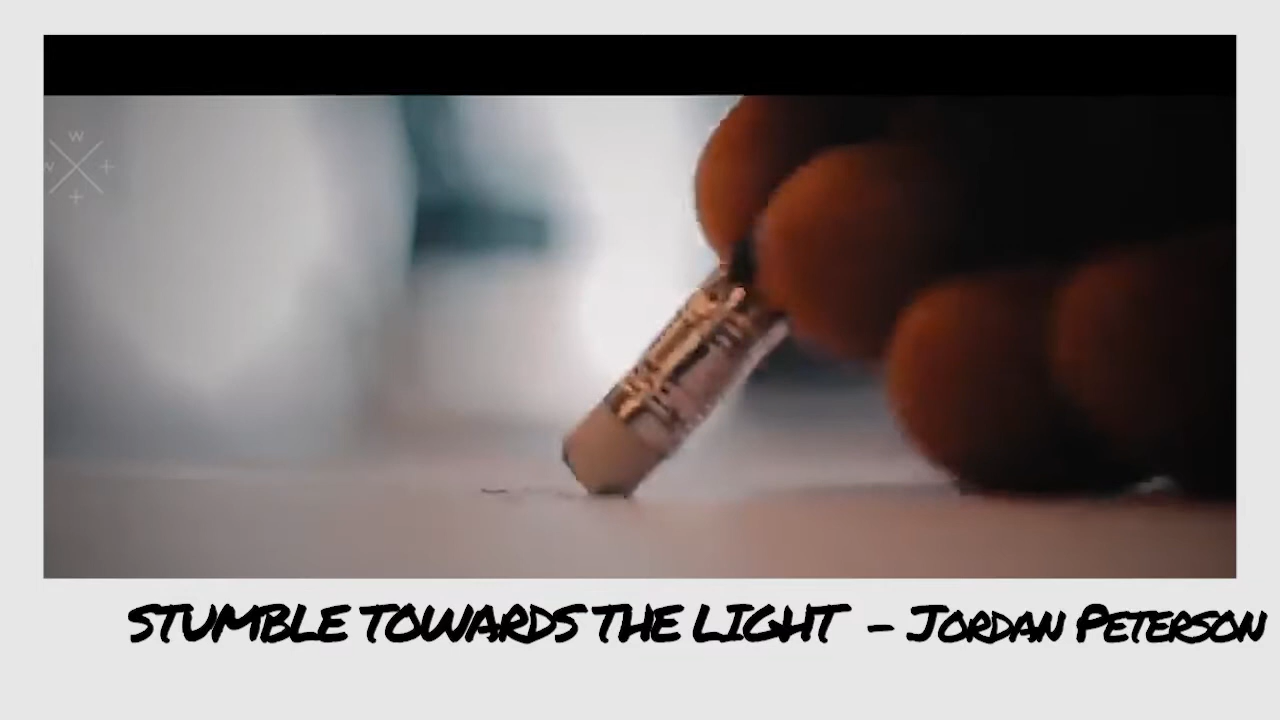 W
W +
+
STUMBLE TOWARDS THE LIGHT - JORDAN PETERSON